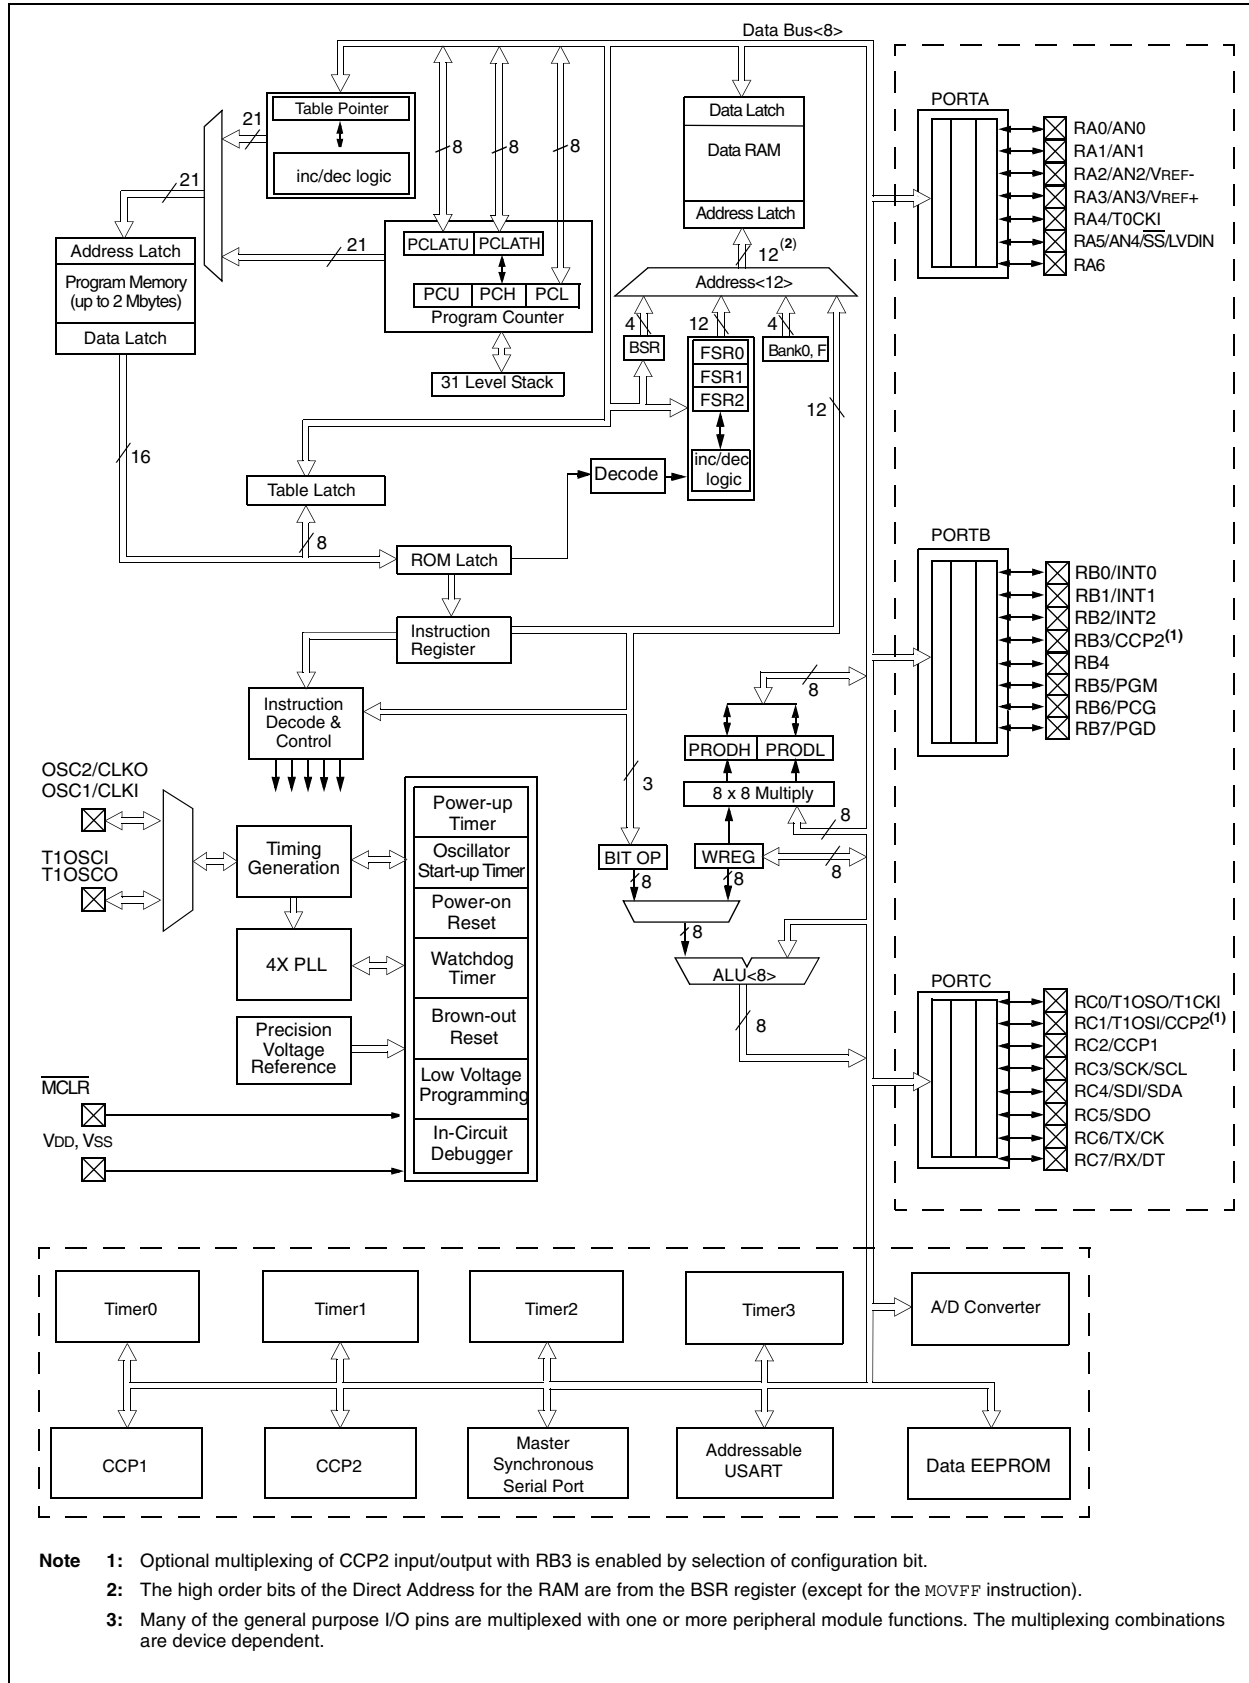 Data Bus<8>
Table Pointer
inc/dec logic
21
21
21
8
8
8
Data Latch
Data RAM
Address Latch
12(2)
Address<12>
4
12
4
BSR
FSR0
FSR1
FSR2
Bank0, F
inc/dec
logic
12
Decode
PCLATU
PCLATH
PCU
PCH
PCL
Program Counter
31 Level Stack
Address Latch
Program Memory
(up to 2 Mbytes)
Data Latch
16
Table Latch
8
ROM Latch
Instruction
Register
Instruction
Decode &
Control
OSC2/CLKO
OSC1/CLKI
T1OSCI
T1OSCO
Timing
Generation
4X PLL
Precision
Voltage
Reference
MCLR
VDD, VSS
Power-up
Timer
Oscillator
Start-up Timer
Power-on
Reset
Watchdog
Timer
Brown-out
Reset
Low Voltage
Programming
In-Circuit
Debugger
8
PRODH
PRODL
8 x 8 Multiply
3
8
BIT OP
WREG
8
8
8
8
ALU<8>
8
PORTA
RA0/AN0
RA1/AN1
RA2/AN2/VREF-
RA3/AN3/VREF+
RA4/T0CKI
RA5/AN4/SS/LVDIN
RA6
PORTB
RB0/INT0
RB1/INT1
RB2/INT2
RB3/CCP2(1)
RB4
RB5/PGM
RB6/PCG
RB7/PGD
PORTC
RC0/T1OSO/T1CKI
RC1/T1OSI/CCP2(1)
RC2/CCP1
RC3/SCK/SCL
RC4/SDI/SDA
RC5/SDO
RC6/TX/CK
RC7/RX/DT
Timer0
Timer1
Timer2
Timer3
A/D Converter
CCP1
CCP2
Master
Synchronous
Serial Port
Addressable
USART
Data EEPROM
Note 1: Optional multiplexing of CCP2 input/output with RB3 is enabled by selection of configuration bit.
2: The high order bits of the Direct Address for the RAM are from the BSR register (except for the MOVFF instruction).
3: Many of the general purpose I/O pins are multiplexed with one or more peripheral module functions. The multiplexing combinations
are device dependent.